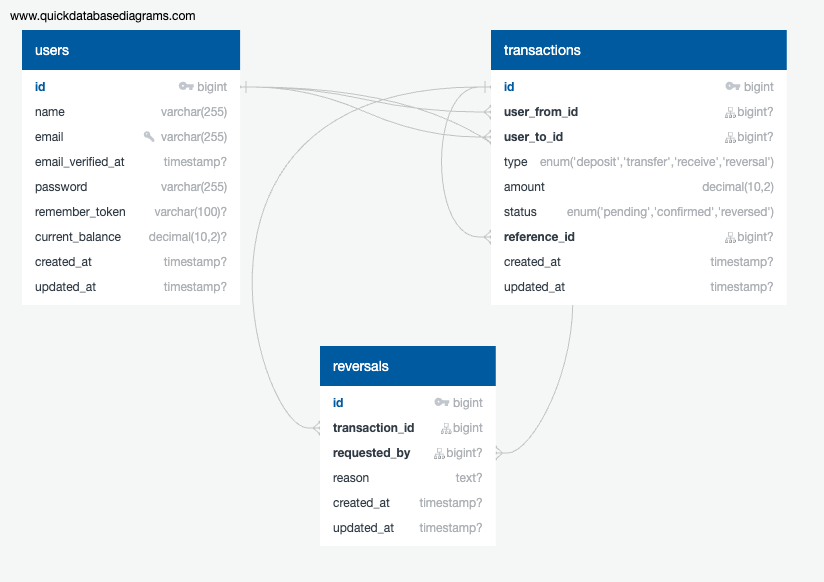 www.quickdatabasediagrams.com
users
id bigint
name varchar(255)
email varchar(255)
email_verified_at timestamp?
password varchar(255)
remember_token varchar(100)?
current_balance decimal(10,2)?
created_at timestamp?
updated_at timestamp?
transactions
id bigint
user_from_id bigint?
user_to_id bigint?
type enum('deposit','transfer','receive','reversal')
amount decimal(10,2)
status enum('pending','confirmed','reversed')
reference_id bigint?
created_at timestamp?
updated_at timestamp?
reversals
id bigint
transaction_id bigint
requested_by bigint?
reason text?
created_at timestamp?
updated_at timestamp?